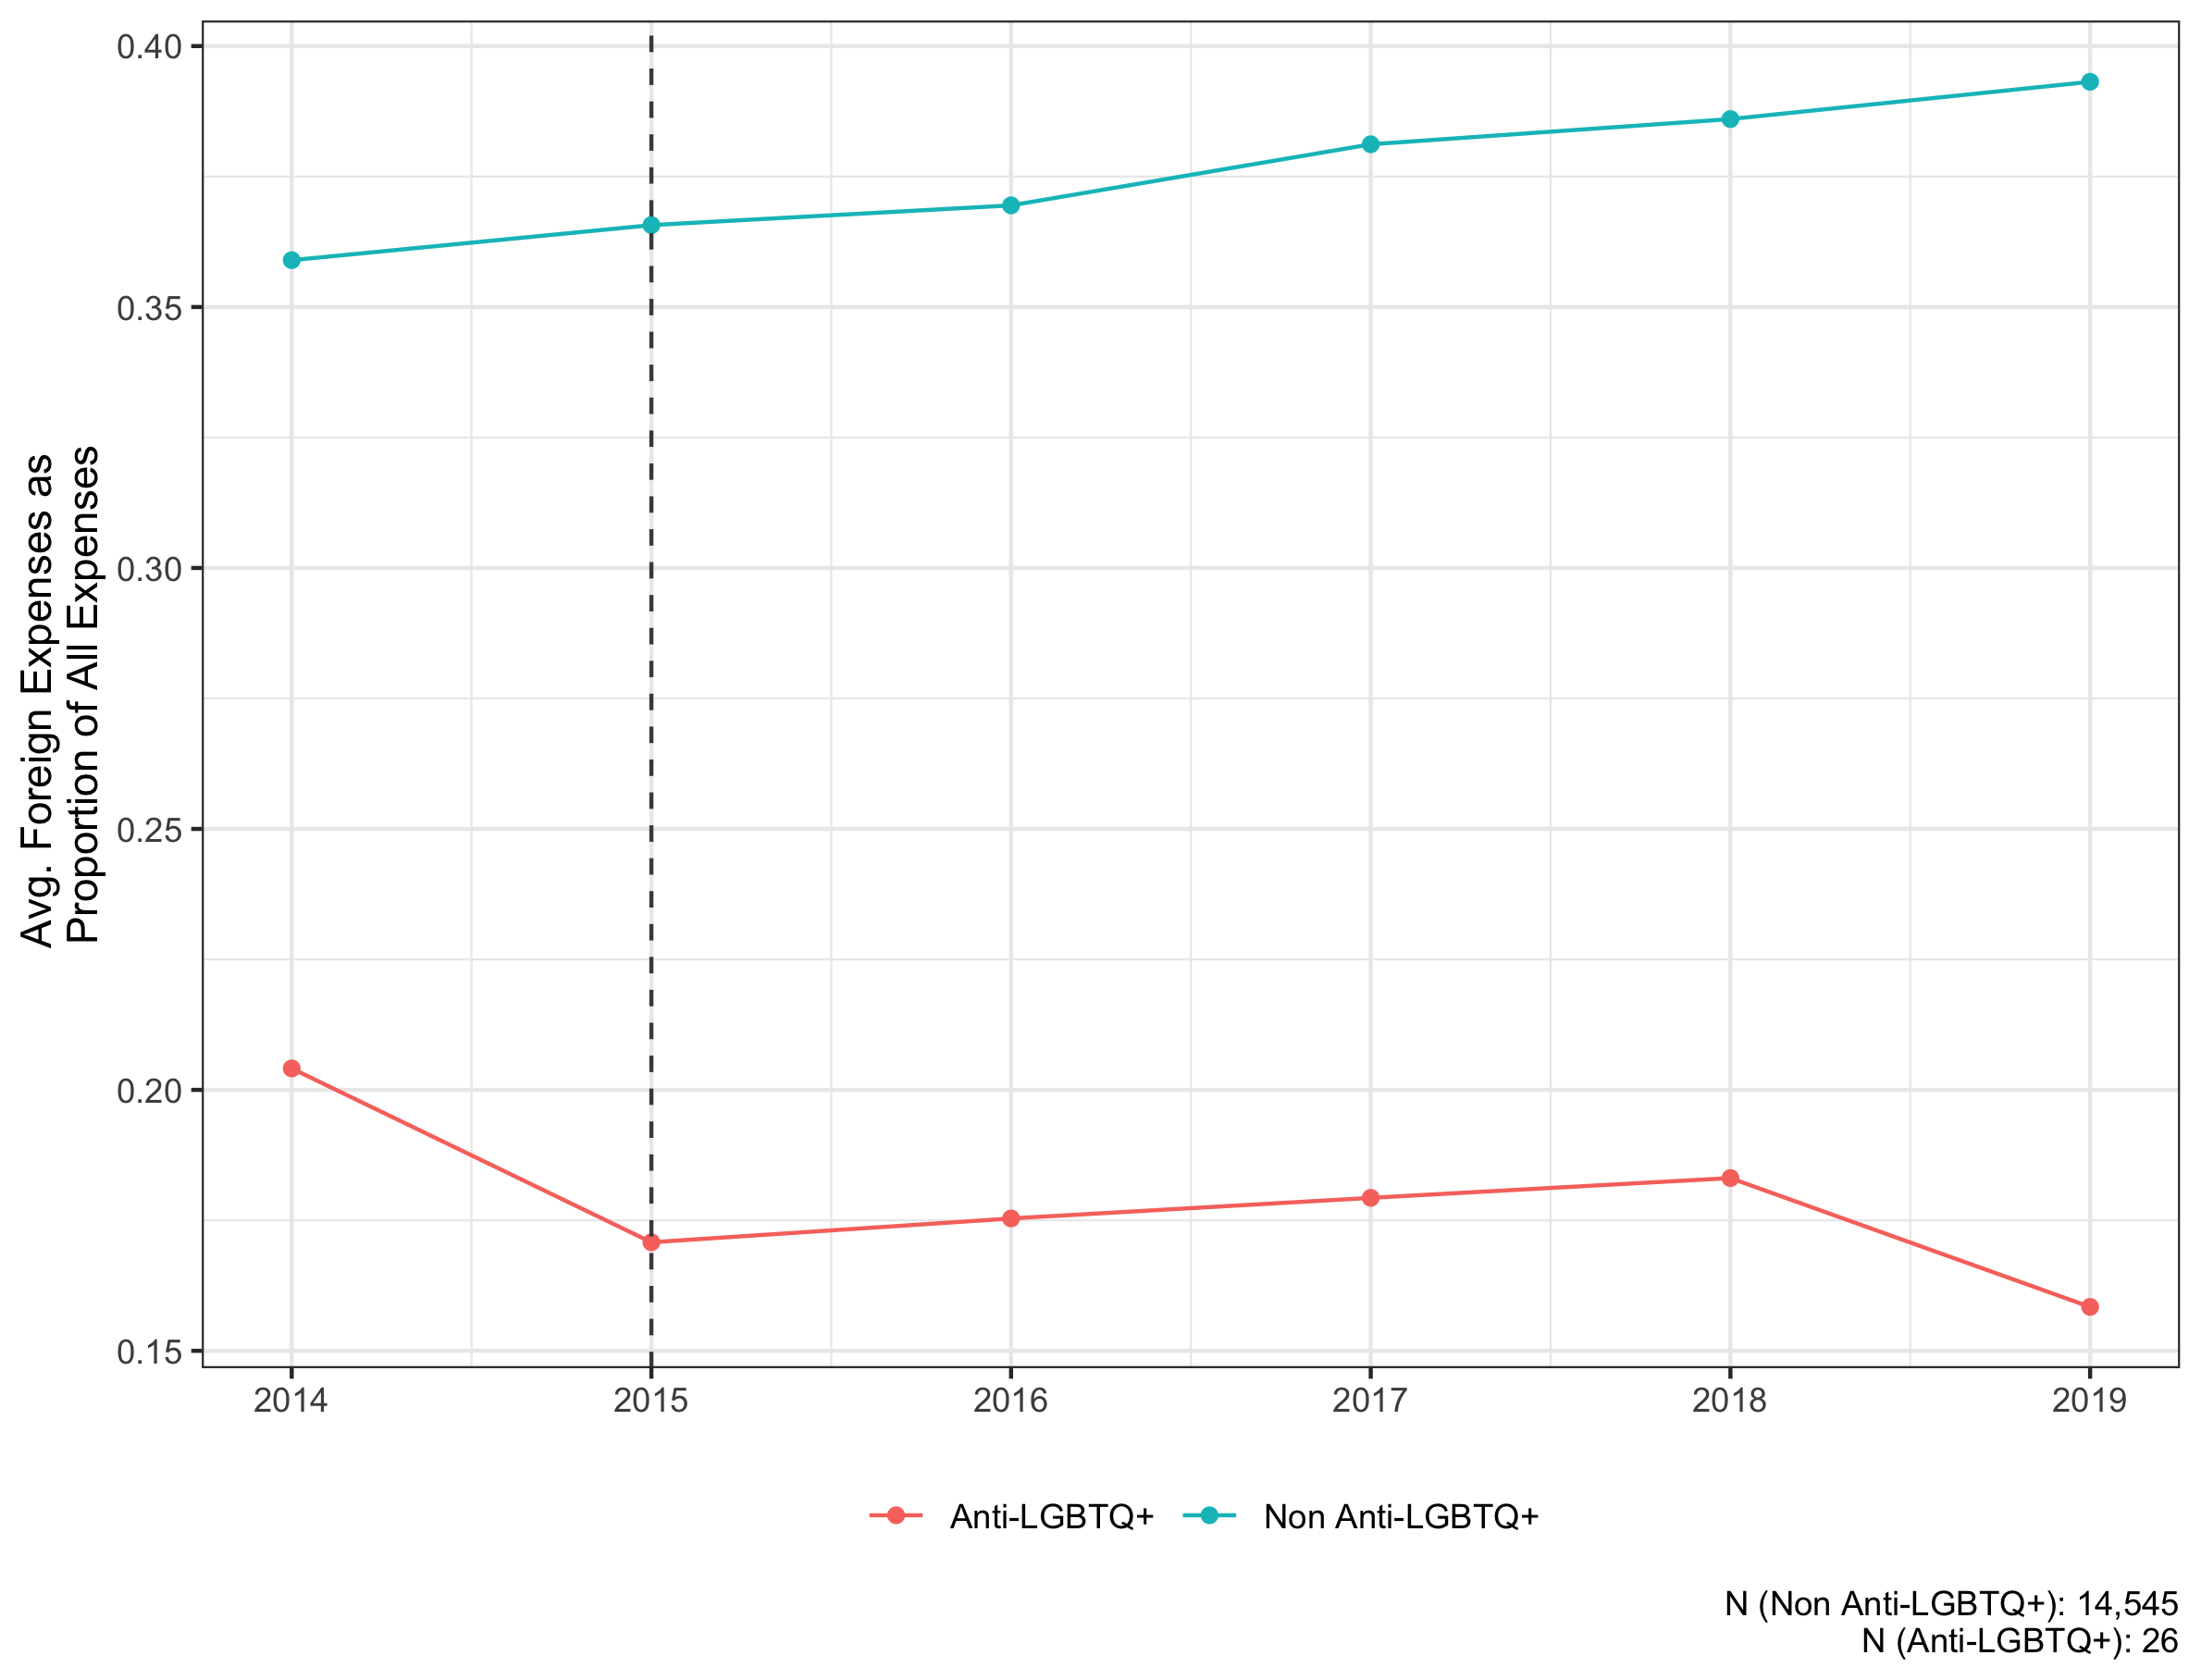 Avg. Foreign Expenses as
Proportion of All Expenses
0.40
0.35
0.30
0.25
0.20
0.15
2014 2015 2016 2017 2018 2019
Anti-LGBTQ+ Non Anti-LGBTQ+
N (Non Anti-LGBTQ+): 14,545
N (Anti-LGBTQ+): 26